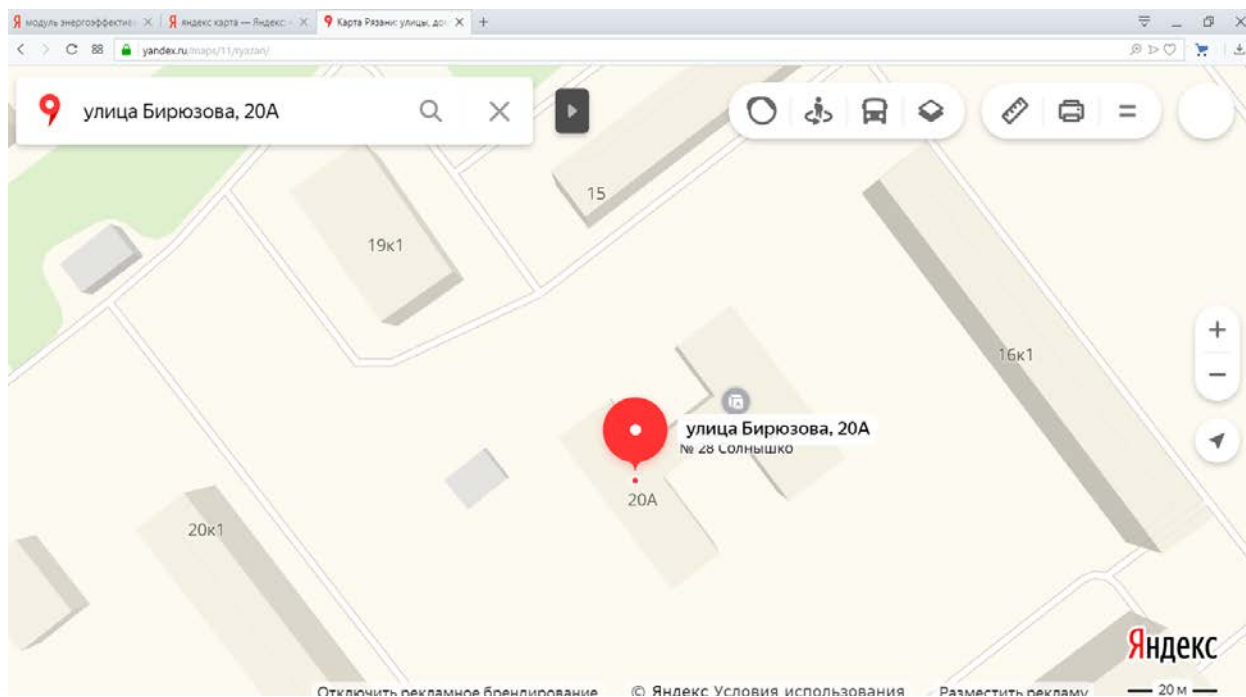 Я модуль энергоэффектив
Я яндекс карта — Яндекс:
Карта Рязани: улицы, до
yandex.ru/maps/11/ryazan/
улица Бирюзова, 20А
15
19к1
16к1
улица Бирюзова, 20А
№ 28 Солнышко
20А
20к1
Яндекс
Отключить рекламное брендирование © Яндекс Условия использования Разместить рекламу 20 м